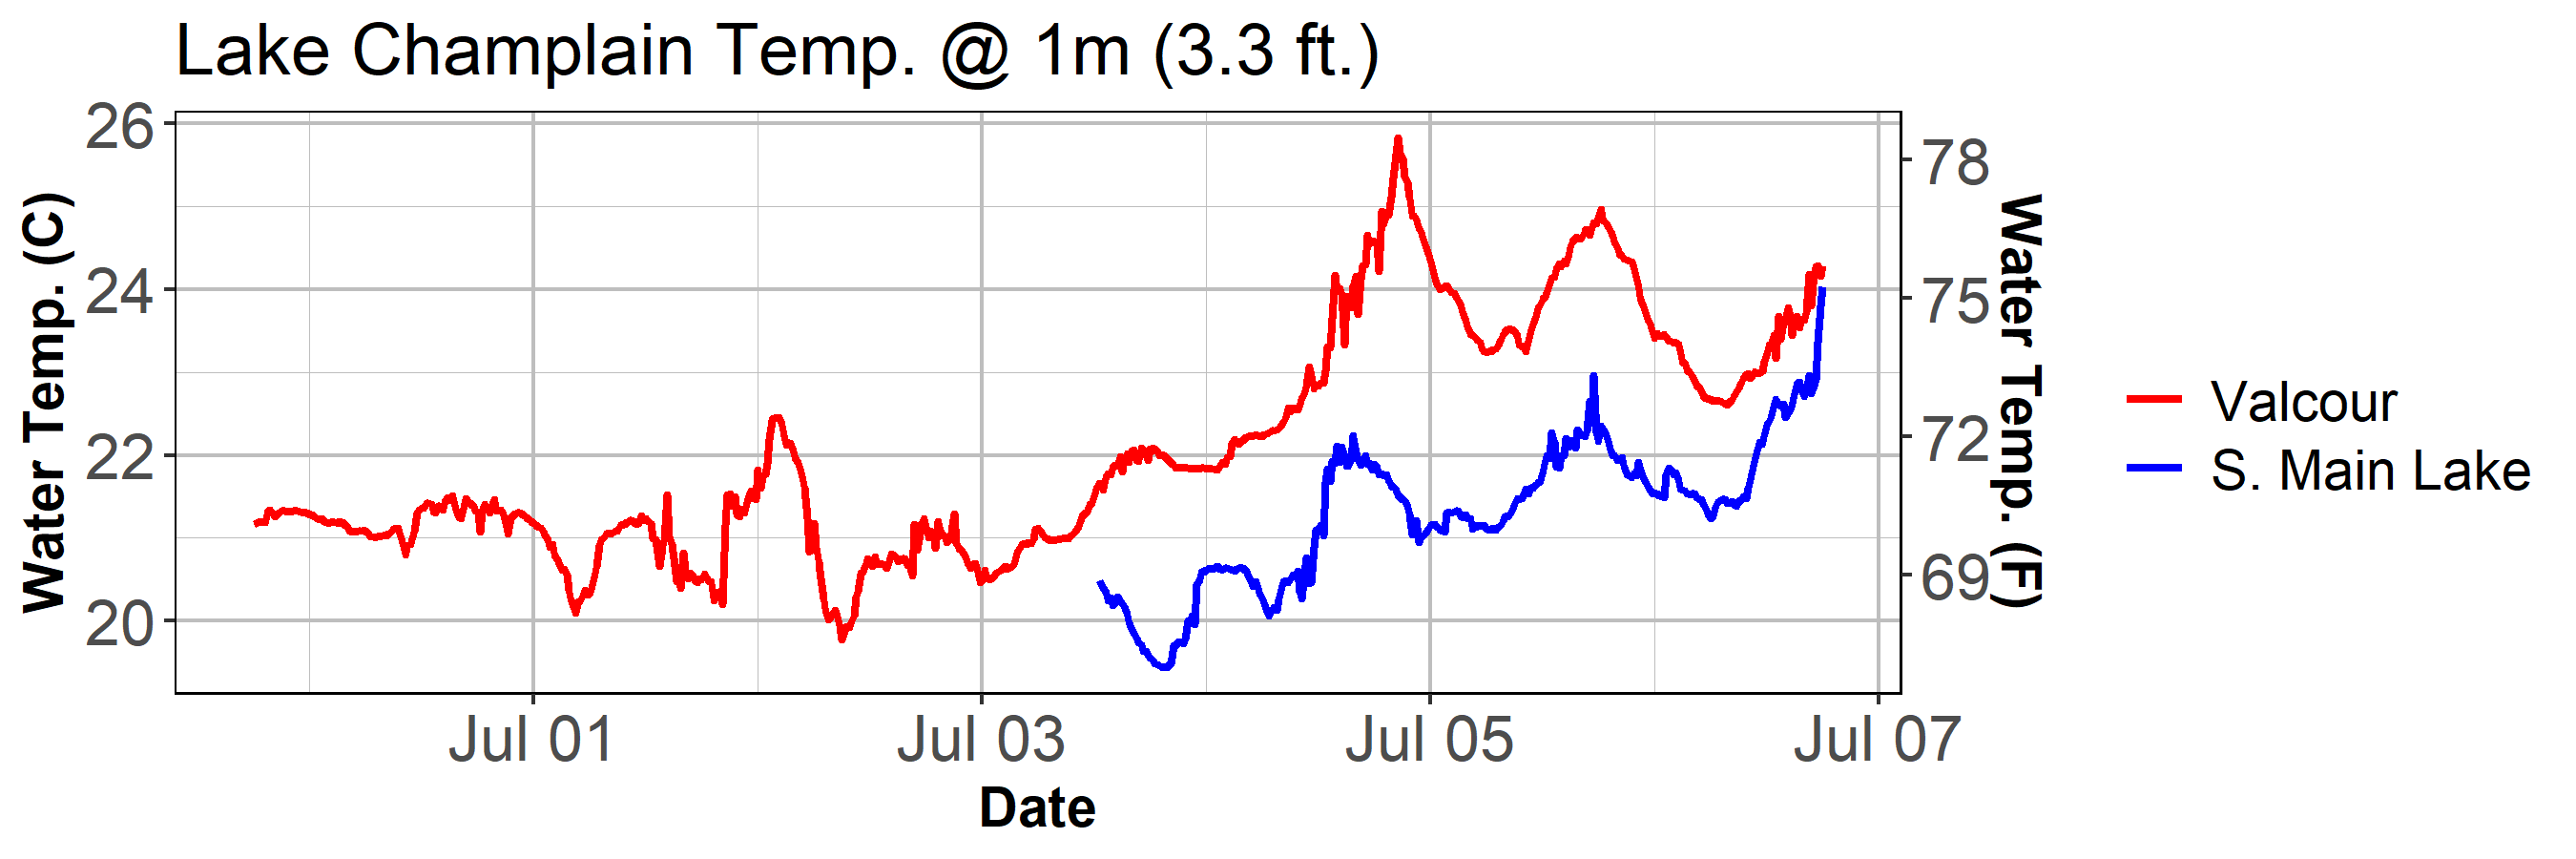 Lake Champlain Temp. @ 1m (3.3 ft.)
26
24
22
20
Water Temp. (C)
78
75
72
69
Water Temp. (F)
Jul 01
Jul 03
Jul 05
Jul 07
Date
Valcour
S. Main Lake